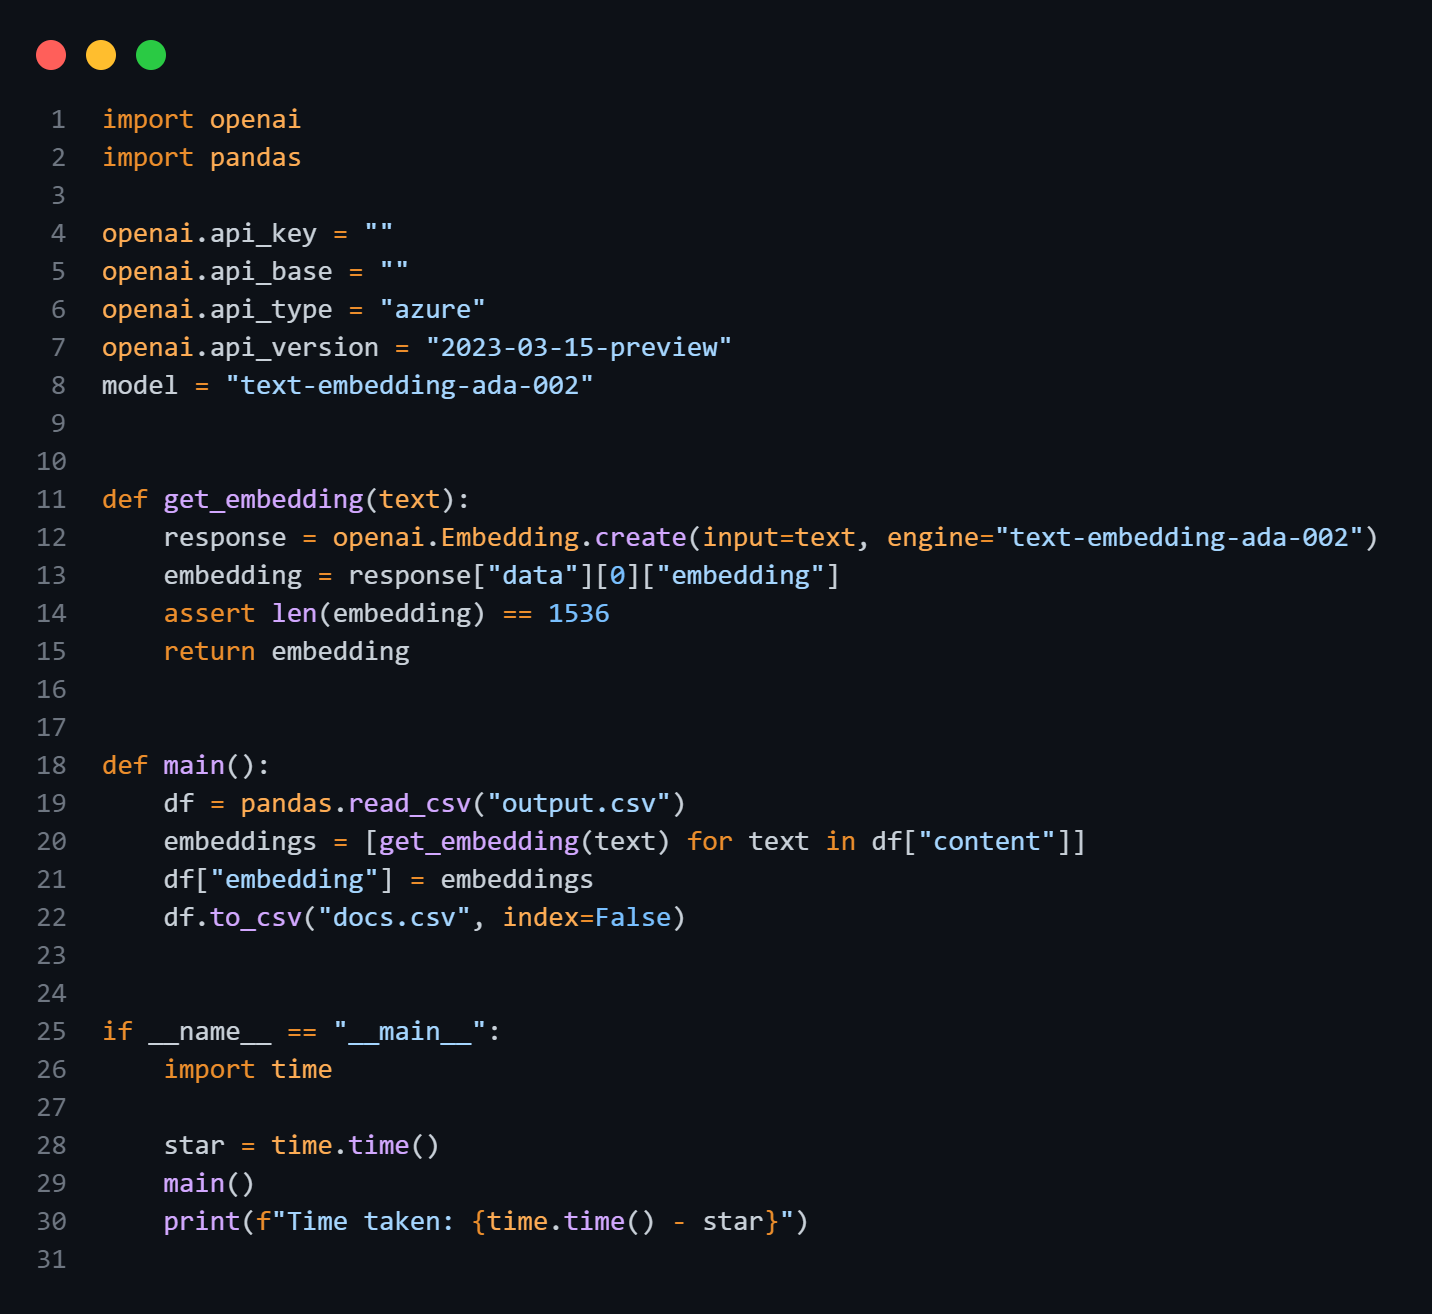 1 import openai
2 import pandas
3
4 openai.api_key = ""
5 openai.api_base = ""
6 openai.api_type = "azure"
7 openai.api_version = "2023-03-15-preview"
8 model = "text-embedding-ada-002"
9
10
11 def get_embedding(text):
12     response = openai.Embedding.create(input=text, engine="text-embedding-ada-002")
13     embedding = response["data"][0]["embedding"]
14     assert len(embedding) == 1536
15     return embedding
16
17
18 def main():
19     df = pandas.read_csv("output.csv")
20     embeddings = [get_embedding(text) for text in df["content"]]
21     df["embedding"] = embeddings
22     df.to_csv("docs.csv", index=False)
23
24
25 if __name__ == "__main__":
26     import time
27
28     star = time.time()
29     main()
30     print(f"Time taken: {time.time() - star}")
31